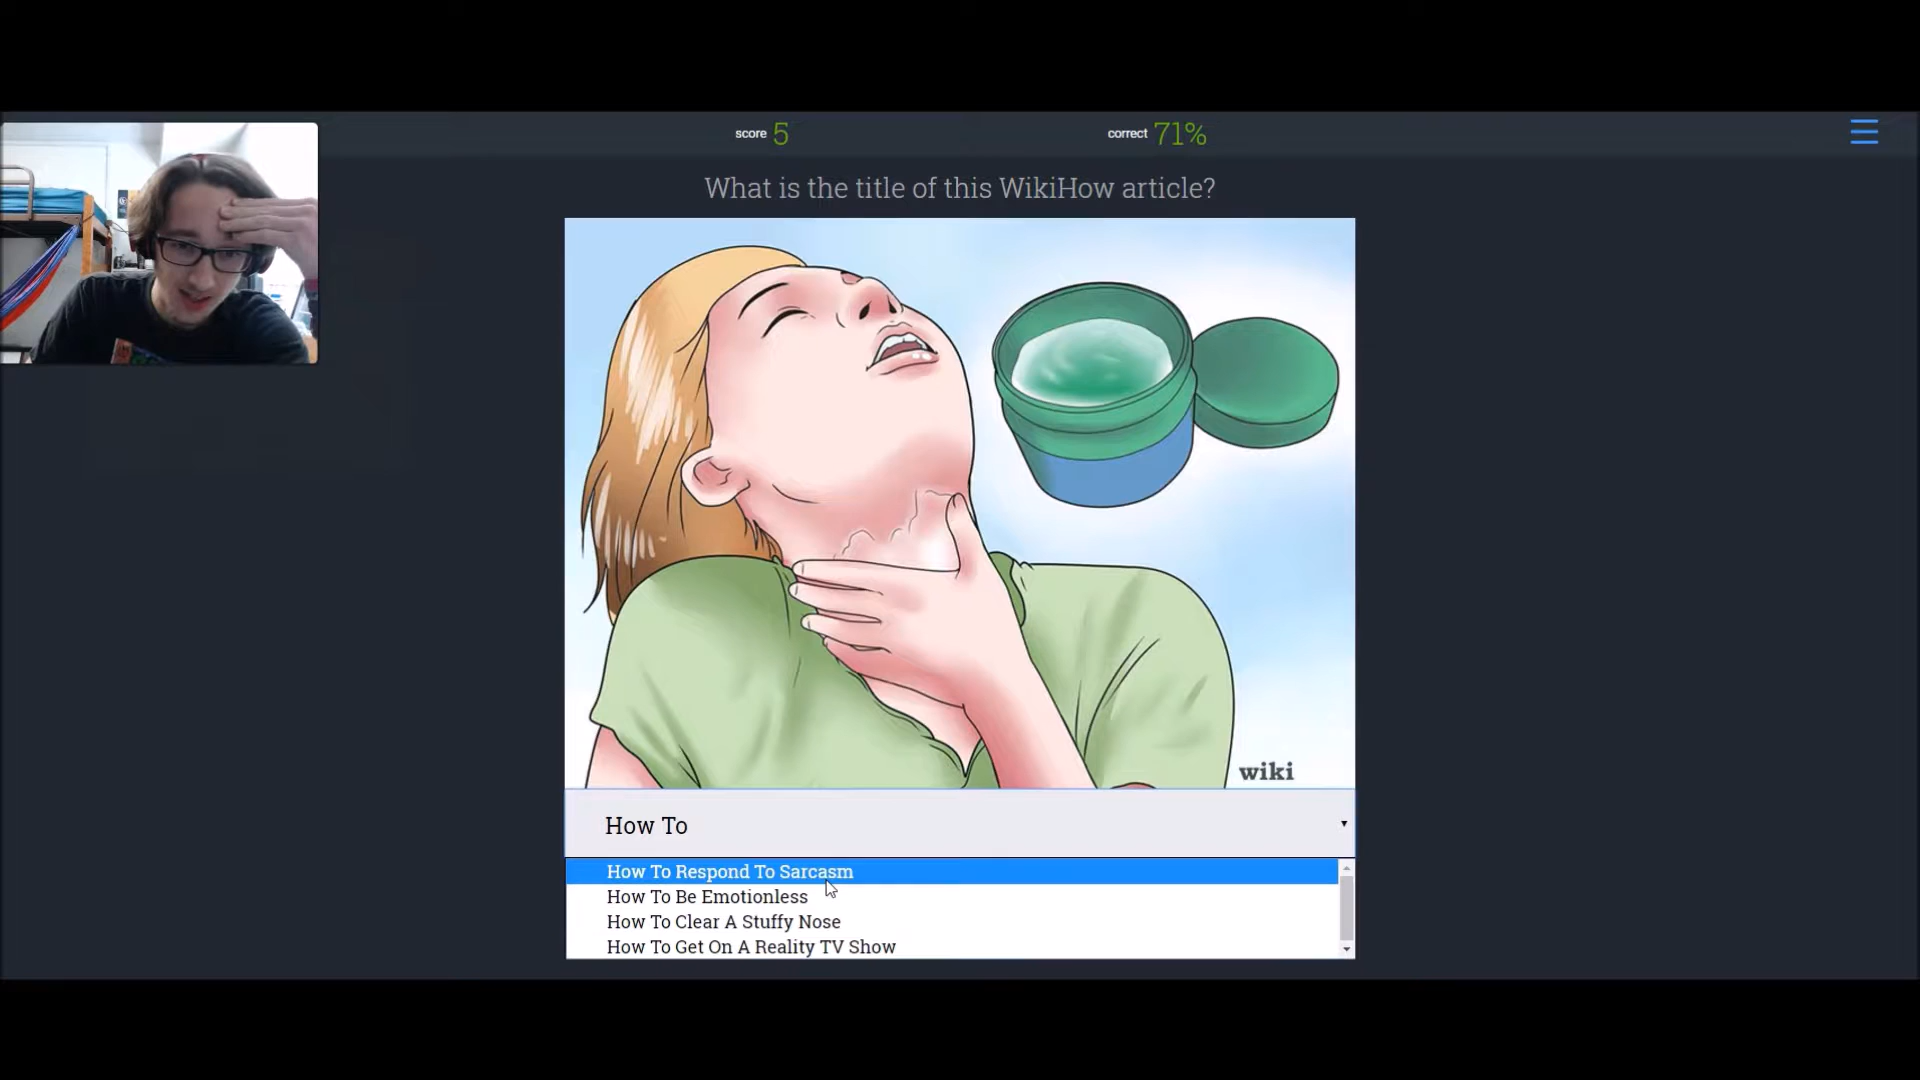 score 5
correct 71%
What is the title of this WikiHow article?
wiki
How To
How To Respond To Sarcasm
How To Be Emotionless
How To Clear A Stuffy Nose
How To Get On A Reality TV Show